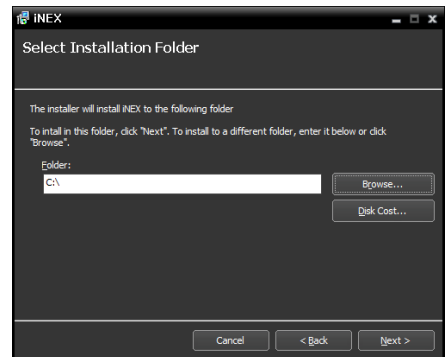 iNEX
Select Installation Folder
The installer will install iNEX to the following folder
To intall in this folder, click "Next". To install to a different folder, enter it below or click
"Browse".
Folder:
C:\
Browse...
Disk Cost...
Cancel
< Back
Next >